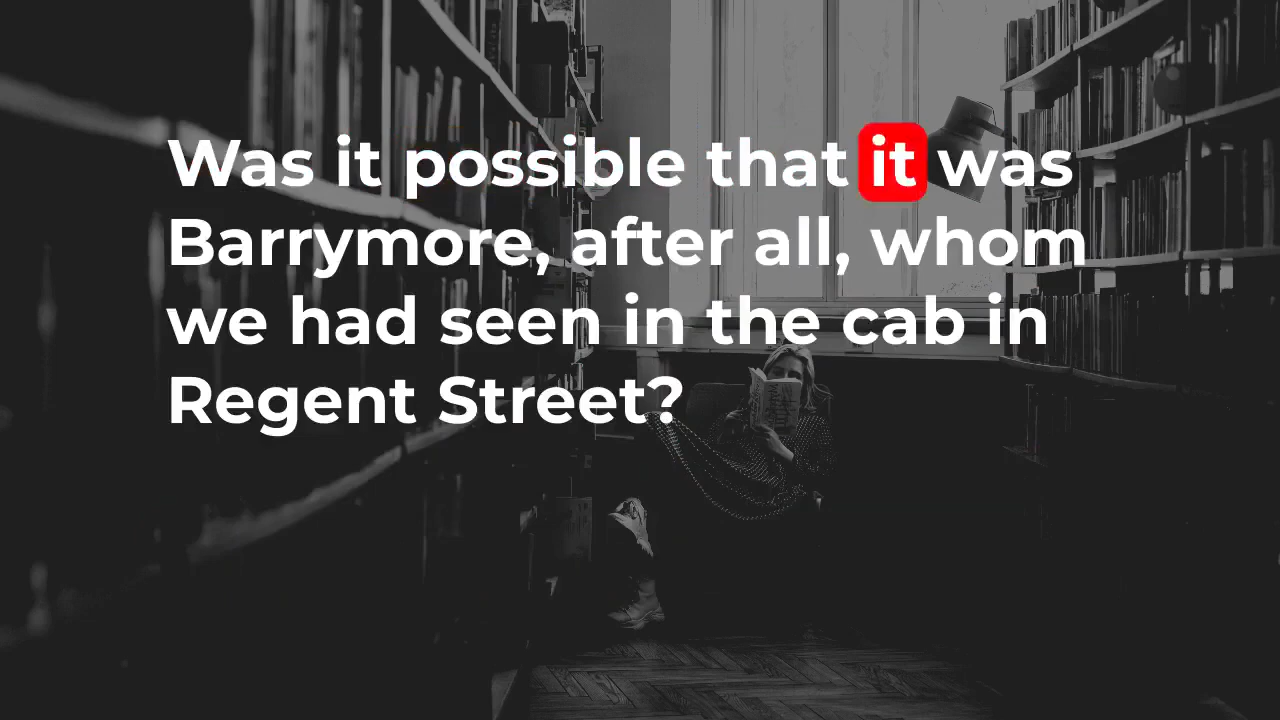 Was it possible that it was
Barrymore, after all, whom
we had seen in the cab in
Regent Street?